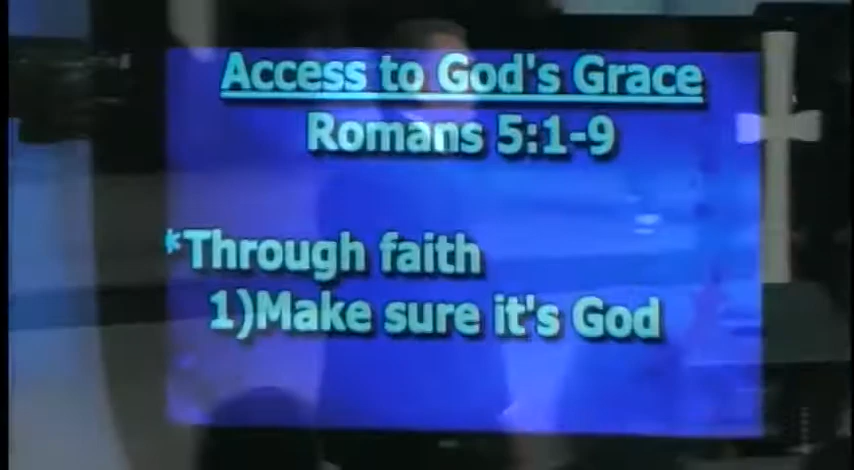 Access to God's Grace
Romans 5:1-9
*Through faith
1)Make sure it's God